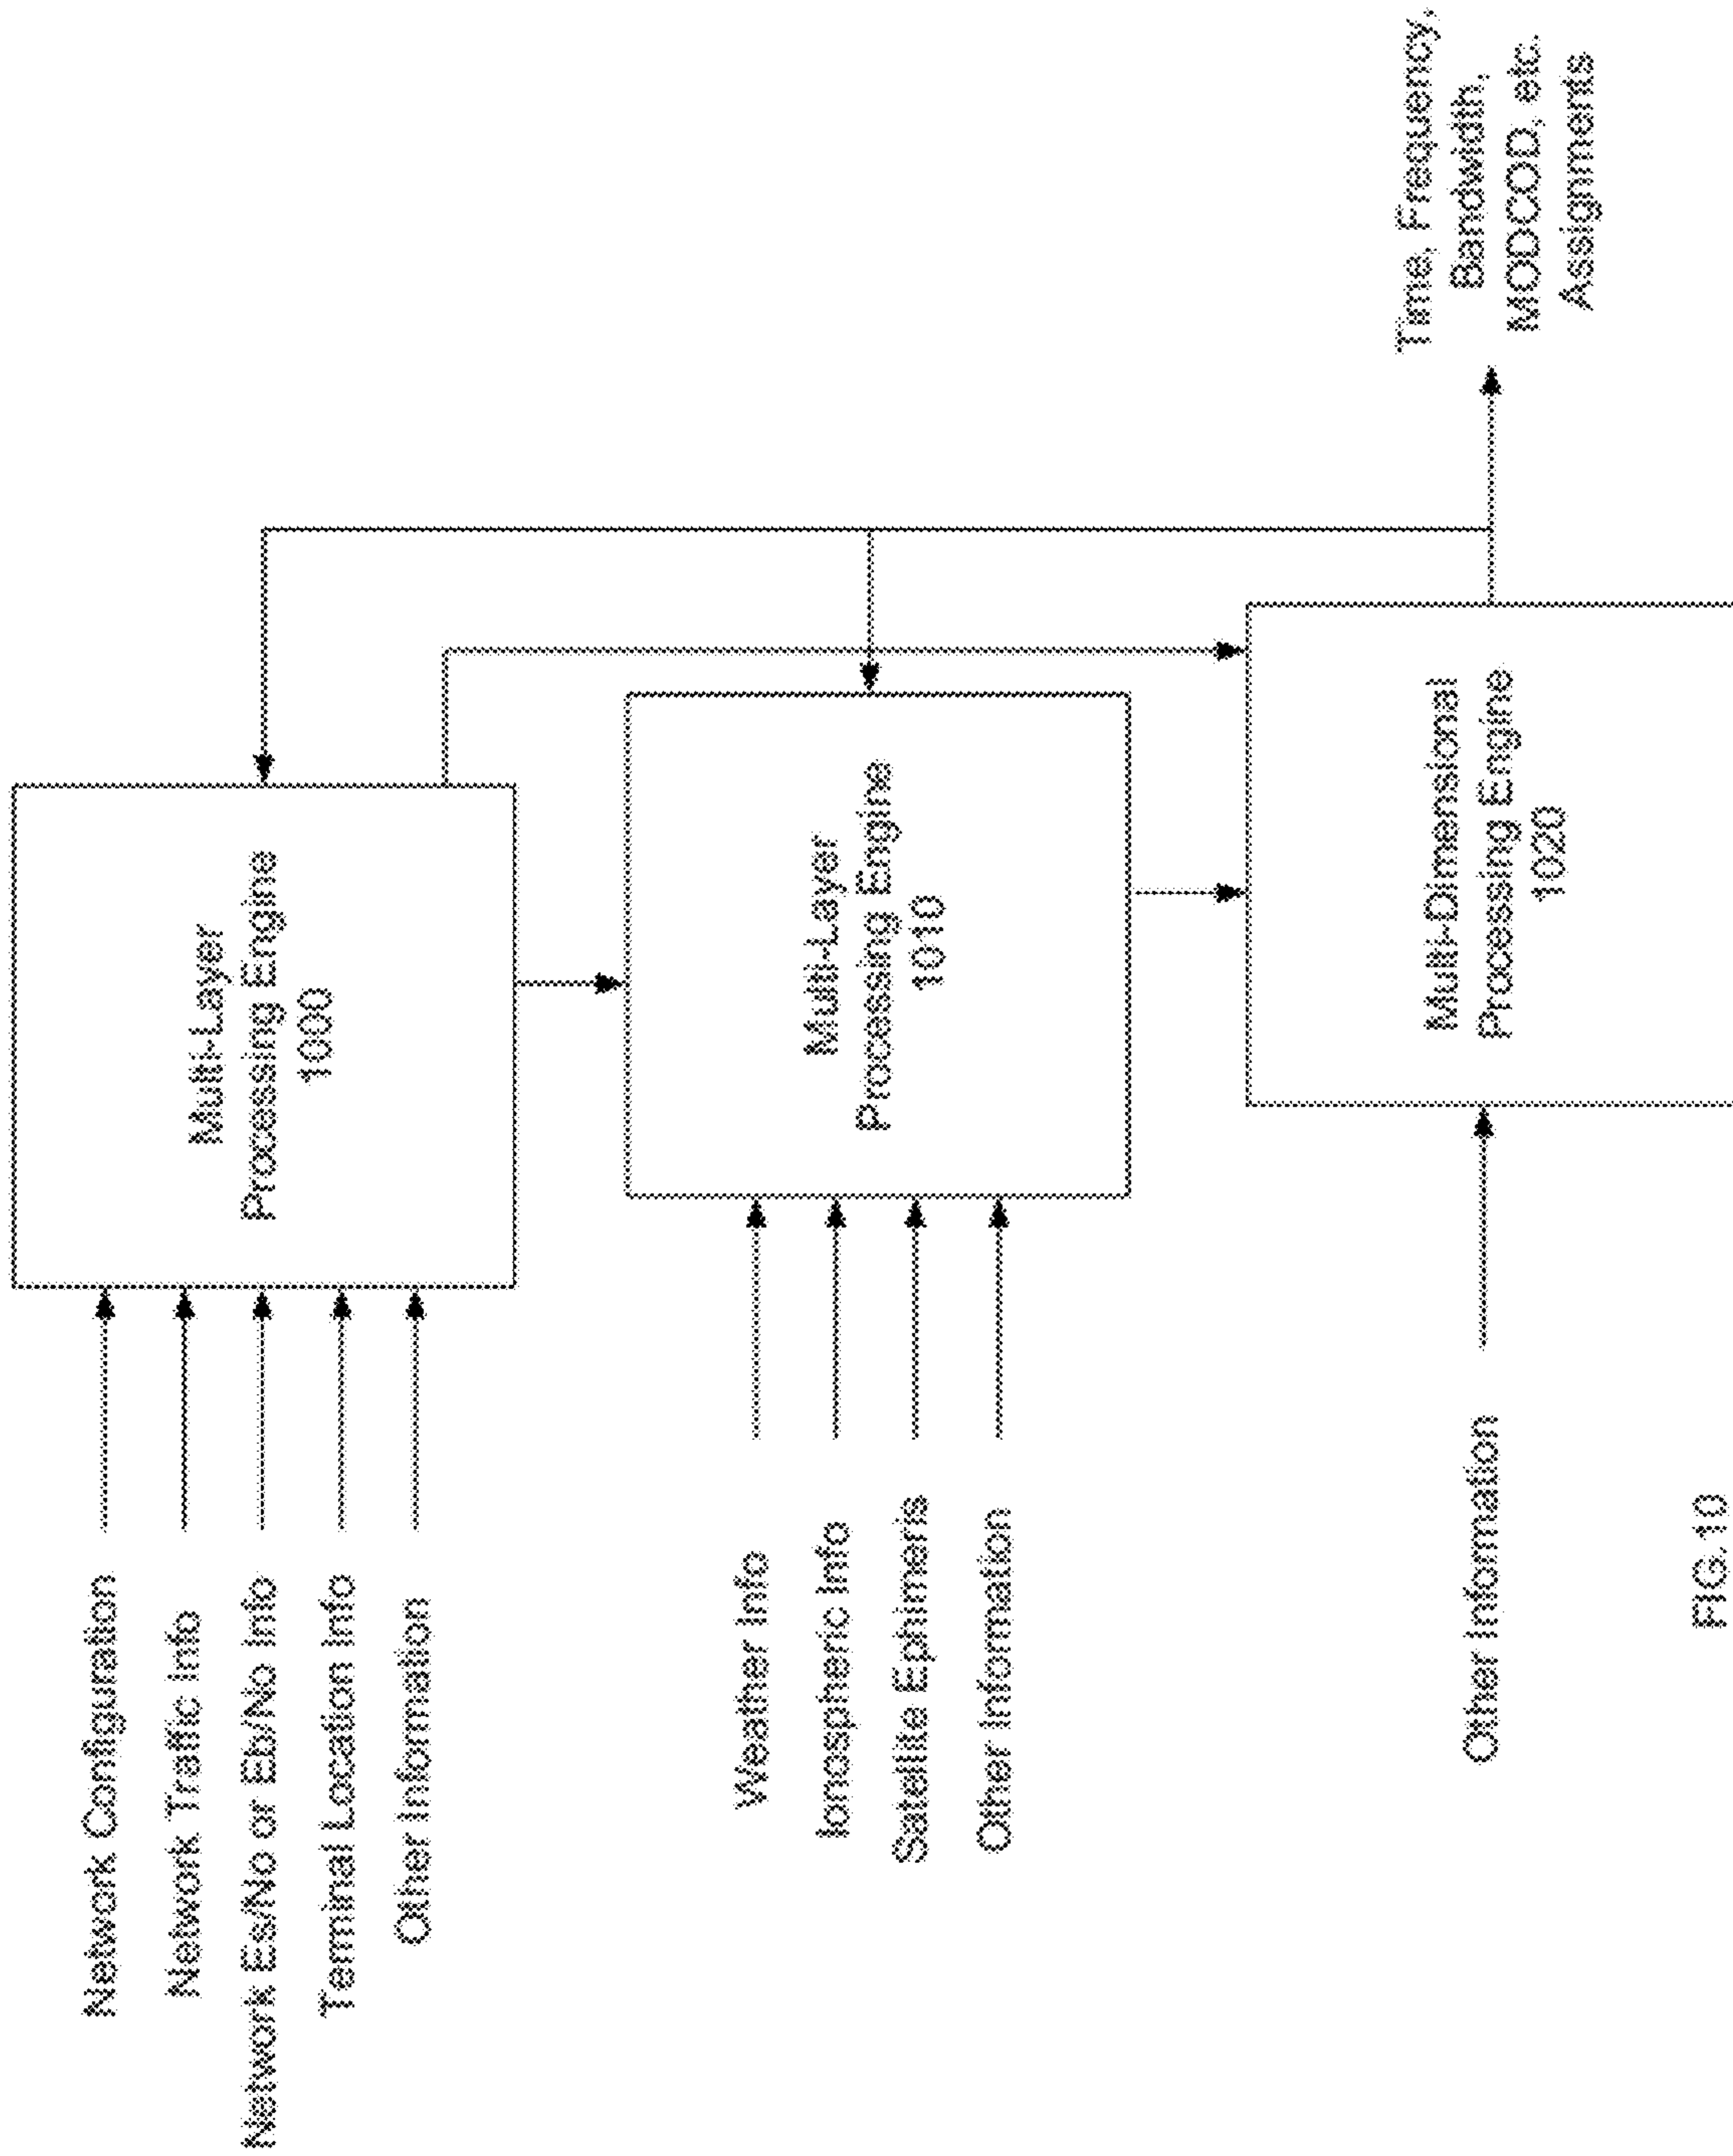 Network Configuration
Network Traffic Info
Network Es/No or Eb/No Info
Terminal Location Info
Other Information
Multi-Layer
Processing Engine
1000
Weather Info
Ionospheric Info
Satellite Ephimeris
Other Information
Multi-Layer
Processing Engine
1010
Other Information
Multi-Dimensional
Processing Engine
1020
Time, Frequency,
Bandwidth,
MODCOD, etc.
Assignments
FIG. 10